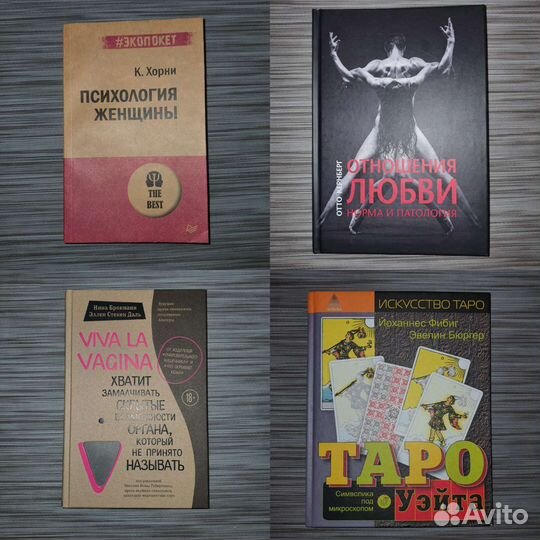 #ЭКОПОКЕТ
К. Хорни
ПСИХОЛОГИЯ
ЖЕНЩИНЫ
THE
BEST
ОТТО КЕРНБЕРГ
ОТНОШЕНИЯ
ЛЮБВИ
НОРМА И ПАТОЛОГИЯ
Нина Брокманн
Эллен Стёкен Даль
VIVA LA
VAGINA
ХВАТИТ
ЗАМАЛЧИВАТЬ
СКРЫТЫЕ
ВОЗМОЖНОСТИ
ОРГАНА,
КОТОРЫЙ
НЕ ПРИНЯТО
НАЗЫВАТЬ
18+
ИСКУССТВО ТАРО
Йоханнес Фибиг
Эвелин Бюргер
ТАРО
Уэйта
Символика под
микроскопом
Avito